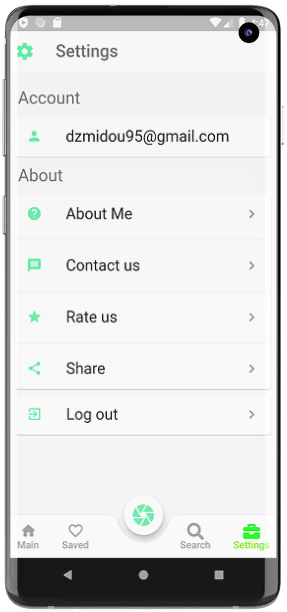 Settings
Account
dzmidou95@gmail.com
About
About Me
Contact us
Rate us
Share
Log out
Main
Saved
Search
Settings